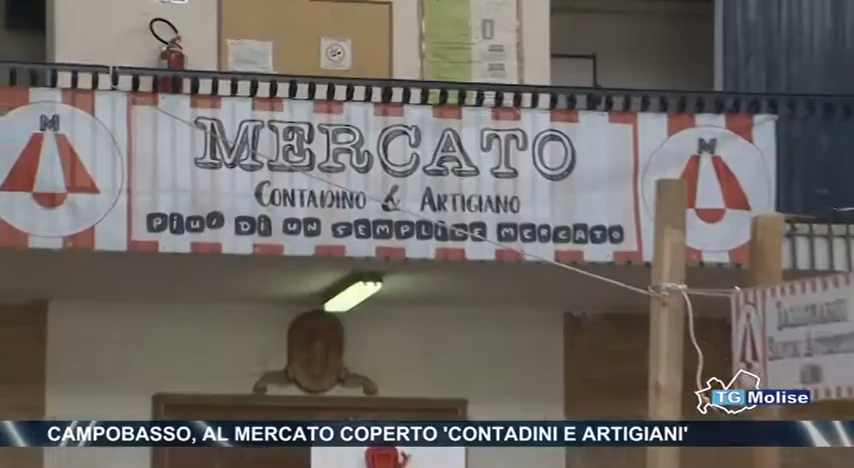 M
MERCATO
M
CONTADINO & ARTIGIANO
PIU' DI UN SEMPLICE MERCATO
TG Molise
CAMPOBASSO, AL MERCATO COPERTO 'CONTADINI E ARTIGIANI'